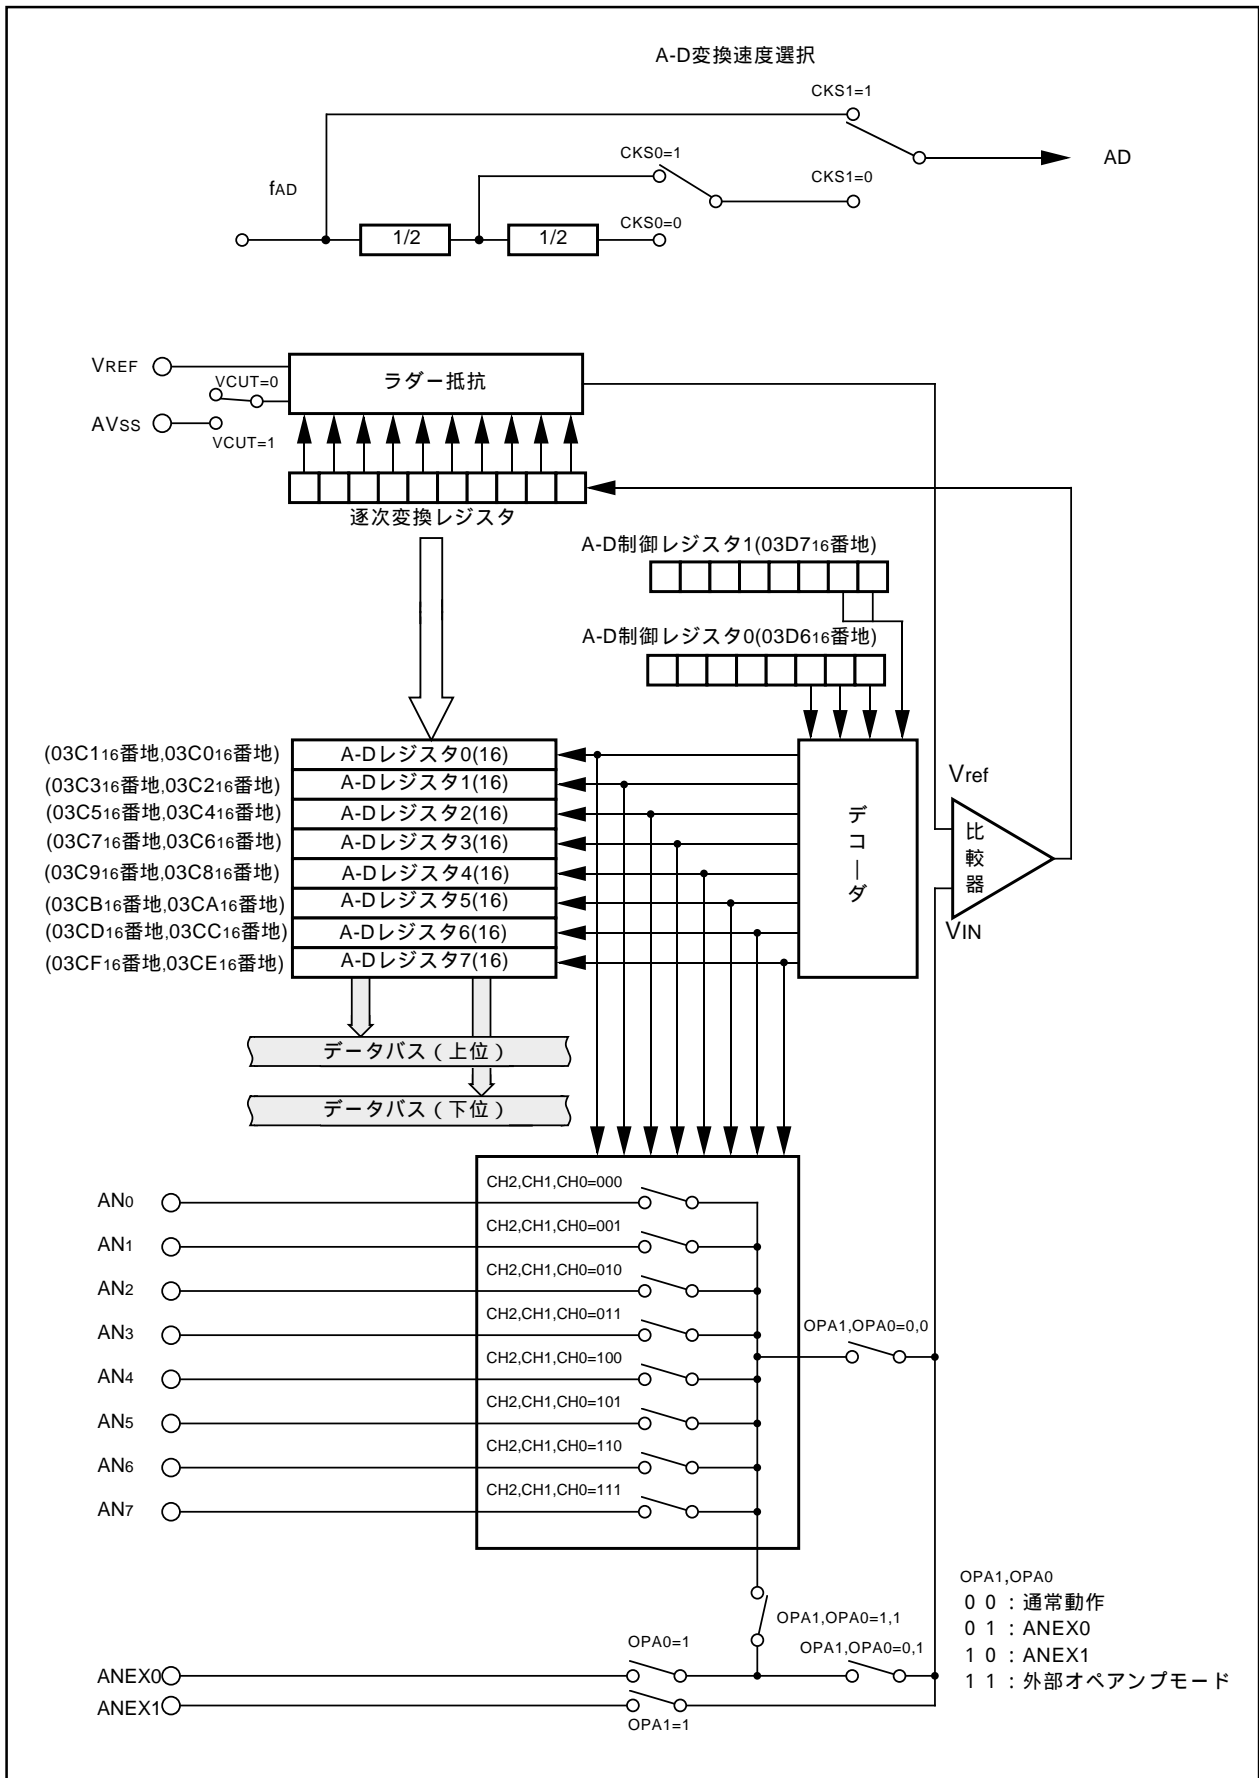 A-D変換速度選択
CKS1=1
CKS0=1
AD
fAD
CKS1=0
CKS0=0
1/2
1/2
VREF
VCUT=0
ラダー抵抗
AVss
VCUT=1
逐次変換レジスタ
A-D制御レジスタ1(03D716番地)
A-D制御レジスタ0(03D616番地)
(03C116番地,03C016番地)
A-Dレジスタ0(16)
(03C316番地,03C216番地)
A-Dレジスタ1(16)
(03C516番地,03C416番地)
A-Dレジスタ2(16)
(03C716番地,03C616番地)
A-Dレジスタ3(16)
(03C916番地,03C816番地)
A-Dレジスタ4(16)
(03CB16番地,03CA16番地)
A-Dレジスタ5(16)
(03CD16番地,03CC16番地)
A-Dレジスタ6(16)
(03CF16番地,03CE16番地)
A-Dレジスタ7(16)
デコーダ
Vref
比較器
VIN
データバス（上位）
データバス（下位）
CH2,CH1,CH0=000
AN0
CH2,CH1,CH0=001
AN1
CH2,CH1,CH0=010
AN2
CH2,CH1,CH0=011
AN3
OPA1,OPA0=0,0
CH2,CH1,CH0=100
AN4
CH2,CH1,CH0=101
AN5
CH2,CH1,CH0=110
AN6
CH2,CH1,CH0=111
AN7
OPA1,OPA0
0 0 : 通常動作
0 1 : ANEX0
1 0 : ANEX1
1 1 : 外部オペアンプモード
OPA1,OPA0=1,1
OPA0=1
OPA1,OPA0=0,1
ANEX0
ANEX1
OPA1=1